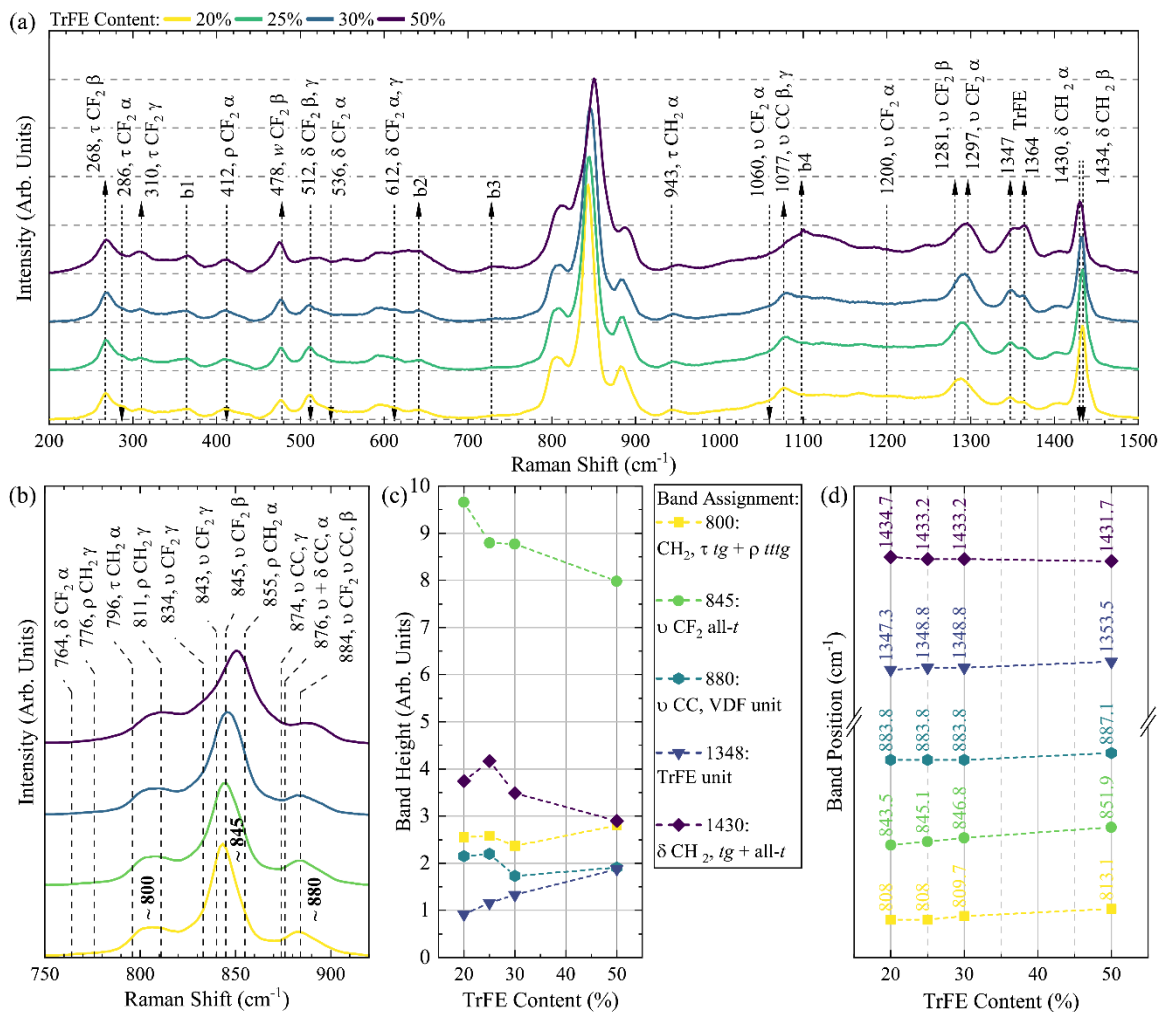 TrFE Content: 20% 25% 30% 50%
(a)
Intensity (Arb. Units)
268, τ CF2 β
286, τ CF2 α
310, τ CF2 γ
b1
412, ρ CF2 α
478, w CF2 β
512, δ CF2 β, γ
536, δ CF2 α
612, δ CF2 α, γ
b2
b3
943, τ CH2 α
1060, υ CF2 α
1077, υ CC β, γ
b4
1200, υ CF2 α
1281, υ CF2 β
1297, υ CF2 α
1347
TrFE
1364
1430, δ CH2 α
1434, δ CH2 β
200 300 400 500 600 700 800 900 1000 1100 1200 1300 1400 1500
Raman Shift (cm-1)
(b)
Intensity (Arb. Units)
764, δ CF2 α
776, ρ CH2 γ
796, τ CH2 α
811, ρ CH2 γ
834, υ CF2 γ
843, υ CF2 γ
845, υ CF2 β
855, ρ CH2 α
874, υ CC, γ
876, υ + δ CC, α
884, υ CF2 υ CC, β
~ 800
~ 845
~ 880
750 800 850 900
Raman Shift (cm-1)
(c)
Band Height (Arb. Units)
10
9
8
7
6
5
4
3
2
1
0
20 30 40 50
TrFE Content (%)
Band Assignment:
800:
CH2, τ tg + ρ tttg
845:
υ CF2 all-t
880:
υ CC, VDF unit
1348:
TrFE unit
1430:
δ CH2, tg + all-t
(d)
Band Position (cm-1)
1434.7 1433.2 1433.2 1431.7
1347.3 1348.8 1348.8 1353.5
883.8 883.8 883.8 887.1
843.5 845.1 846.8 851.9
808 808 809.7 813.1
20 30 40 50
TrFE Content (%)